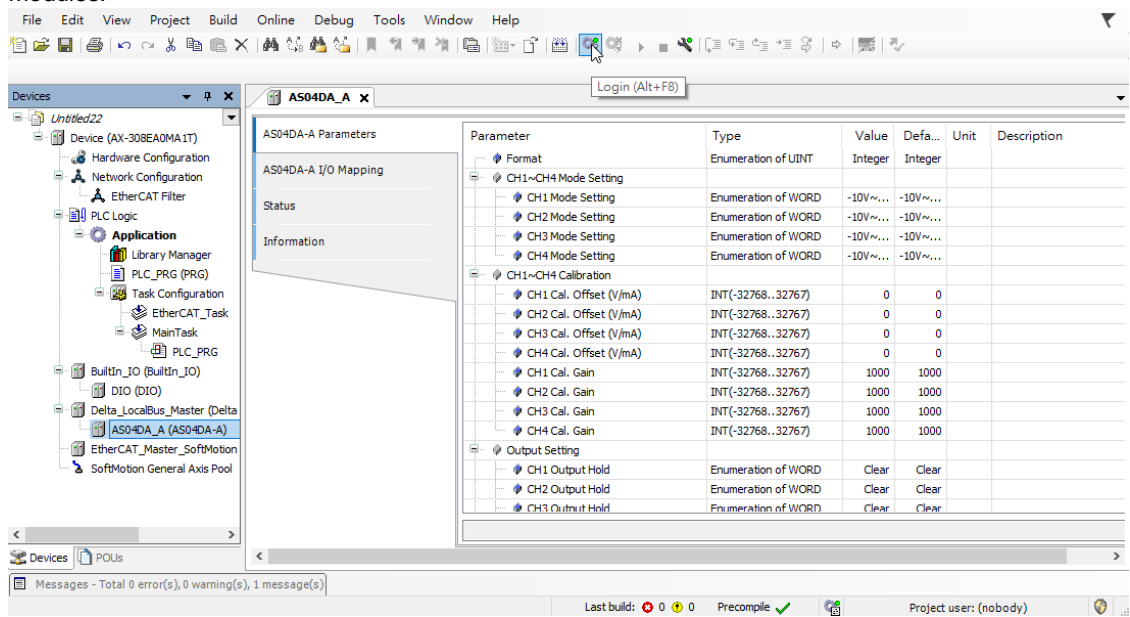 modules.
File Edit View Project Build Online Debug Tools Window Help
Login (Alt+F8)
Devices
AS04DA_A
Untitled22
Device (AX-308EA0MA1T)
Hardware Configuration
Network Configuration
EtherCAT Filter
PLC Logic
Application
Library Manager
PLC_PRG (PRG)
Task Configuration
EtherCAT_Task
MainTask
PLC_PRG
BuiltIn_IO (BuiltIn_IO)
DIO (DIO)
Delta_LocalBus_Master (Delta
AS04DA_A (AS04DA-A)
EtherCAT_Master_SoftMotion
SoftMotion General Axis Pool
Devices POUs
AS04DA-A Parameters
AS04DA-A I/O Mapping
Status
Information
Parameter Type Value Defa... Unit Description
Format Enumeration of UINT Integer Integer
CH1~CH4 Mode Setting
CH1 Mode Setting Enumeration of WORD -10V~... -10V~...
CH2 Mode Setting Enumeration of WORD -10V~... -10V~...
CH3 Mode Setting Enumeration of WORD -10V~... -10V~...
CH4 Mode Setting Enumeration of WORD -10V~... -10V~...
CH1~CH4 Calibration
CH1 Cal. Offset (V/mA) INT(-32768..32767) 0 0
CH2 Cal. Offset (V/mA) INT(-32768..32767) 0 0
CH3 Cal. Offset (V/mA) INT(-32768..32767) 0 0
CH4 Cal. Offset (V/mA) INT(-32768..32767) 0 0
CH1 Cal. Gain INT(-32768..32767) 1000 1000
CH2 Cal. Gain INT(-32768..32767) 1000 1000
CH3 Cal. Gain INT(-32768..32767) 1000 1000
CH4 Cal. Gain INT(-32768..32767) 1000 1000
Output Setting
CH1 Output Hold Enumeration of WORD Clear Clear
CH2 Output Hold Enumeration of WORD Clear Clear
CH3 Output Hold Enumeration of WORD Clear Clear
Messages - Total 0 error(s), 0 warning(s), 1 message(s)
Last build: 0 0 Precompile Project user: (nobody)